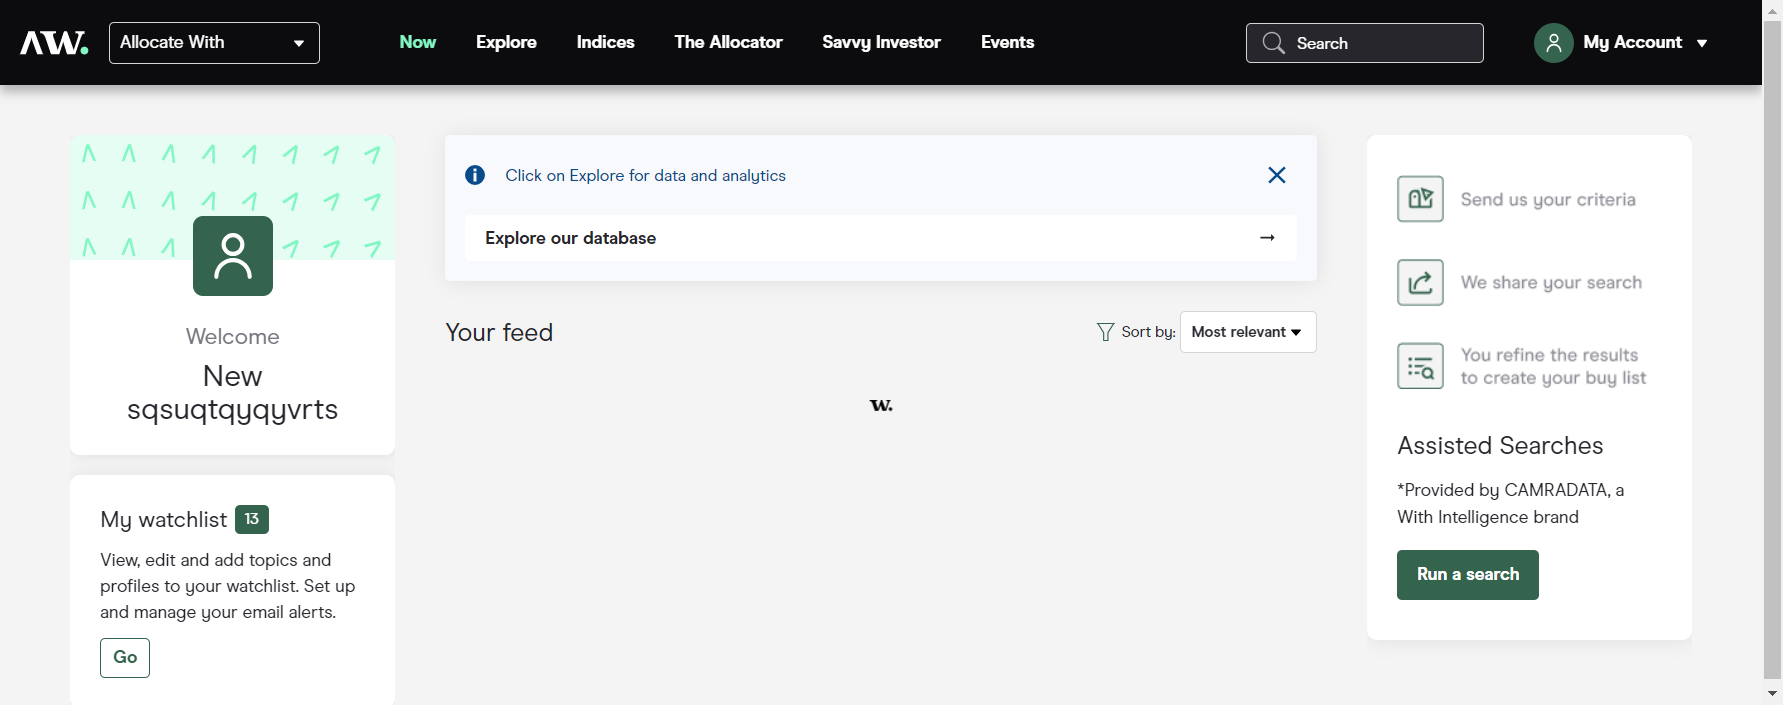 AW.
Allocate With
Now
Explore
Indices
The Allocator
Savvy Investor
Events
Search
My Account
Welcome
New
sqsuqtqyqyvrts
My watchlist 13
View, edit and add topics and
profiles to your watchlist. Set up
and manage your email alerts.
Go
Click on Explore for data and analytics
Explore our database
Your feed
Sort by: Most relevant
w.
Send us your criteria
We share your search
You refine the results
to create your buy list
Assisted Searches
*Provided by CAMRADATA, a
With Intelligence brand
Run a search